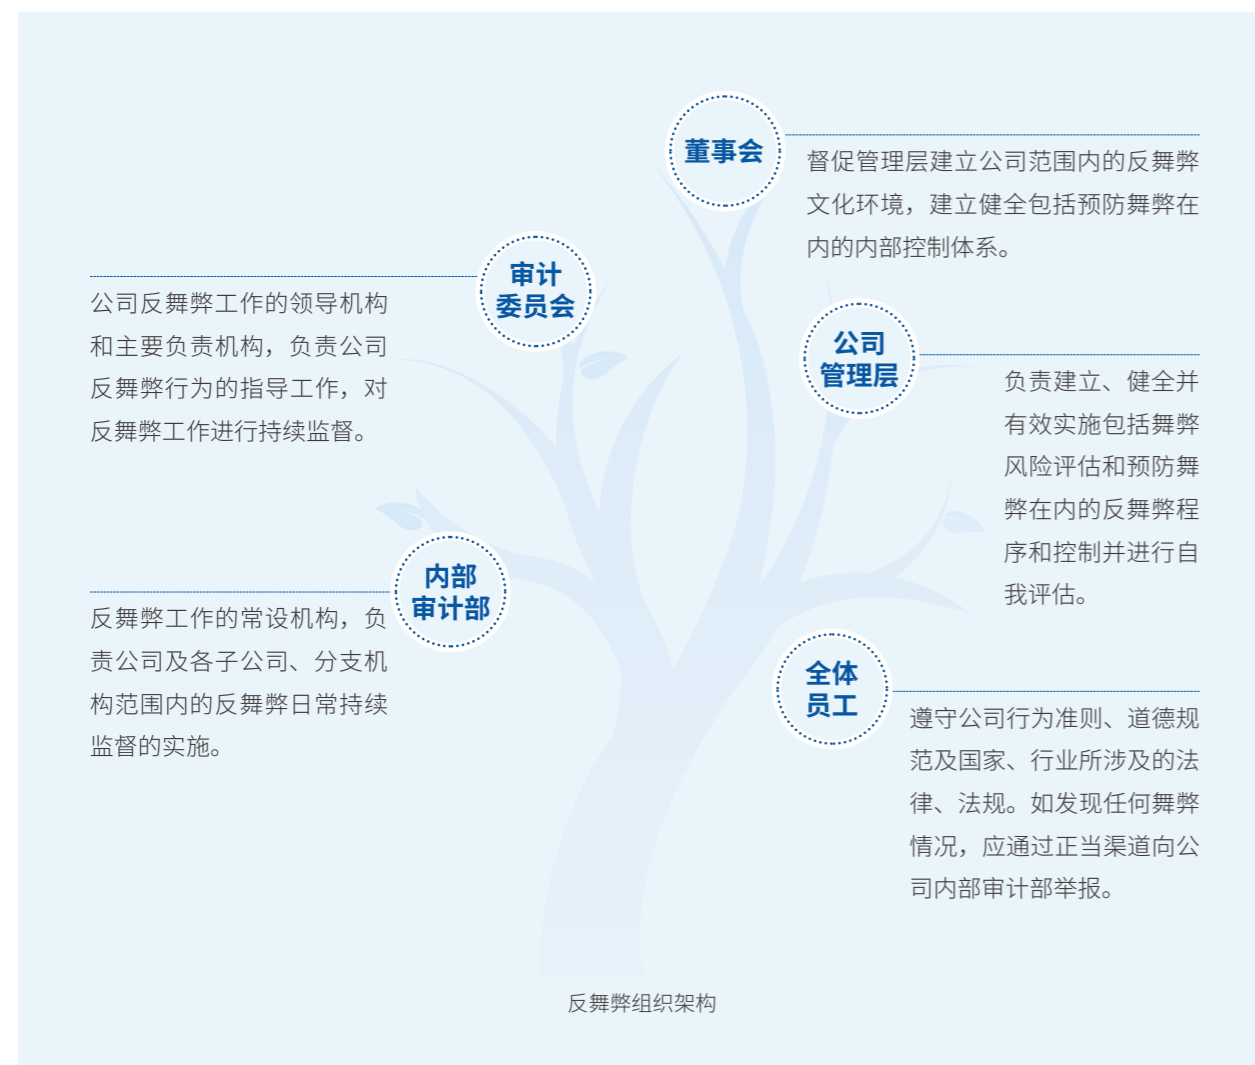 董事会
督促管理层建立公司范围内的反舞弊
文化环境，建立健全包括预防舞弊在
内的内部控制体系。
审计
委员会
公司反舞弊工作的领导机构
和主要负责机构，负责公司
反舞弊行为的指导工作，对
反舞弊工作进行持续监督。
公司
管理层
负责建立、健全并
有效实施包括舞弊
风险评估和预防舞
弊在内的反舞弊程
序和控制并进行自
我评估。
内部
审计部
反舞弊工作的常设机构，负
责公司及各子公司、分支机
构范围内的反舞弊日常持续
监督的实施。
全体
员工
遵守公司行为准则、道德规
范及国家、行业所涉及的法
律、法规。如发现任何舞弊
情况，应通过正当渠道向公
司内部审计部举报。
反舞弊组织架构